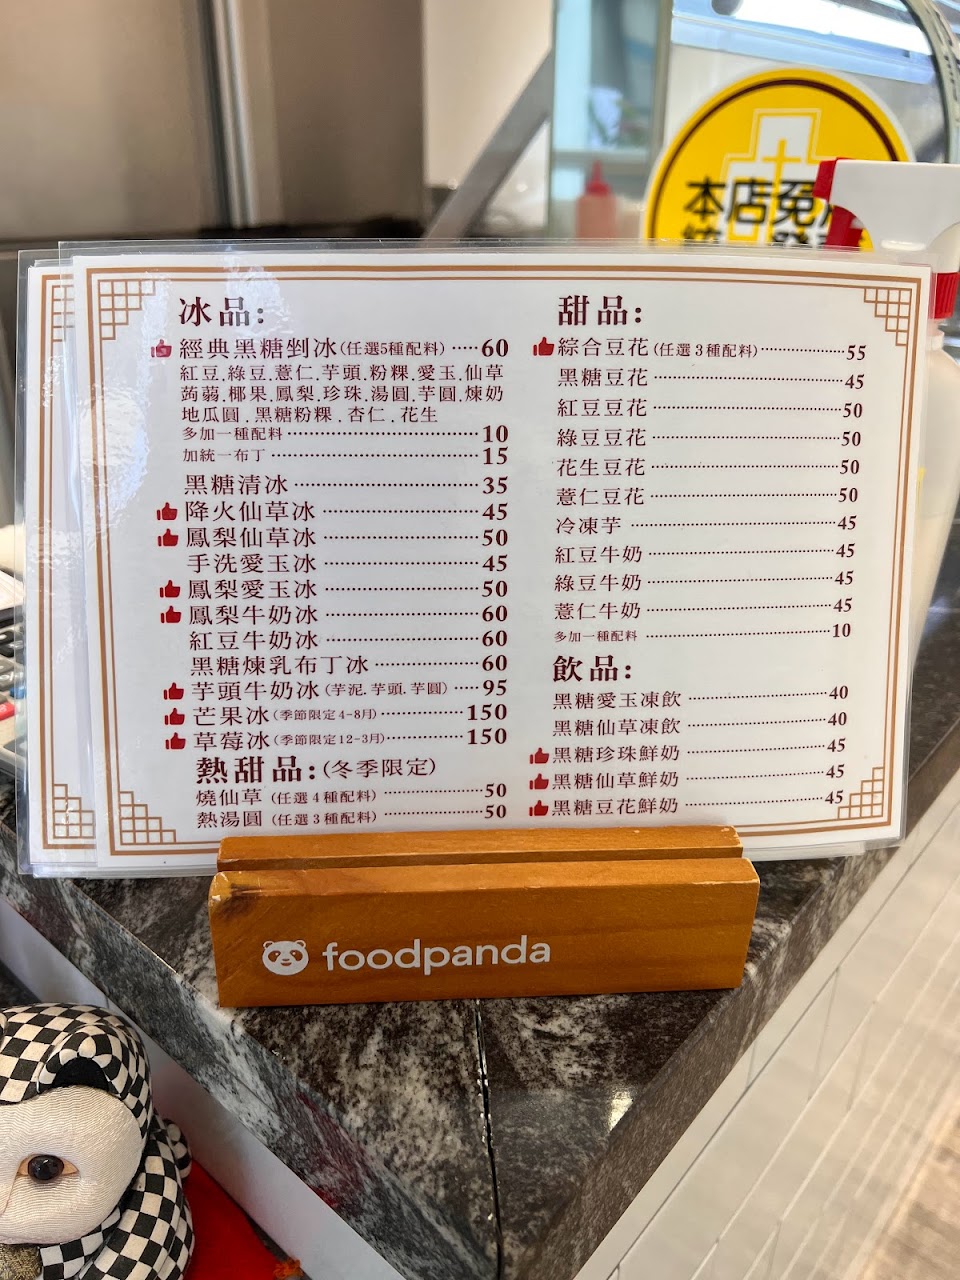 本店免
冰品:
經典黑糖剉冰(任選5種配料) ····· 60
紅豆.綠豆.薏仁.芋頭.粉粿.愛玉.仙草
蒟蒻.椰果.鳳梨.珍珠.湯圓.芋圓.煉奶
地瓜圓.黑糖粉粿.杏仁.花生
多加一種配料 ····· 10
加統一布丁 ····· 15
黑糖清冰 ····· 35
降火仙草冰 ····· 45
鳳梨仙草冰 ····· 50
手洗愛玉冰 ····· 45
鳳梨愛玉冰 ····· 50
鳳梨牛奶冰 ····· 60
紅豆牛奶冰 ····· 60
黑糖煉乳布丁冰 ····· 60
芋頭牛奶冰(芋泥.芋頭.芋圓) ····· 95
芒果冰(季節限定4-8月) ····· 150
草莓冰(季節限定12-3月) ····· 150
熱甜品:(冬季限定)
燒仙草(任選4種配料) ····· 50
熱湯圓(任選3種配料) ····· 50
甜品:
綜合豆花(任選3種配料) ····· 55
黑糖豆花 ····· 45
紅豆豆花 ····· 50
綠豆豆花 ····· 50
花生豆花 ····· 50
薏仁豆花 ····· 50
冷凍芋 ····· 45
紅豆牛奶 ····· 45
綠豆牛奶 ····· 45
薏仁牛奶 ····· 45
多加一種配料 ····· 10
飲品:
黑糖愛玉凍飲 ····· 40
黑糖仙草凍飲 ····· 40
黑糖珍珠鮮奶 ····· 45
黑糖仙草鮮奶 ····· 45
黑糖豆花鮮奶 ····· 45
foodpanda